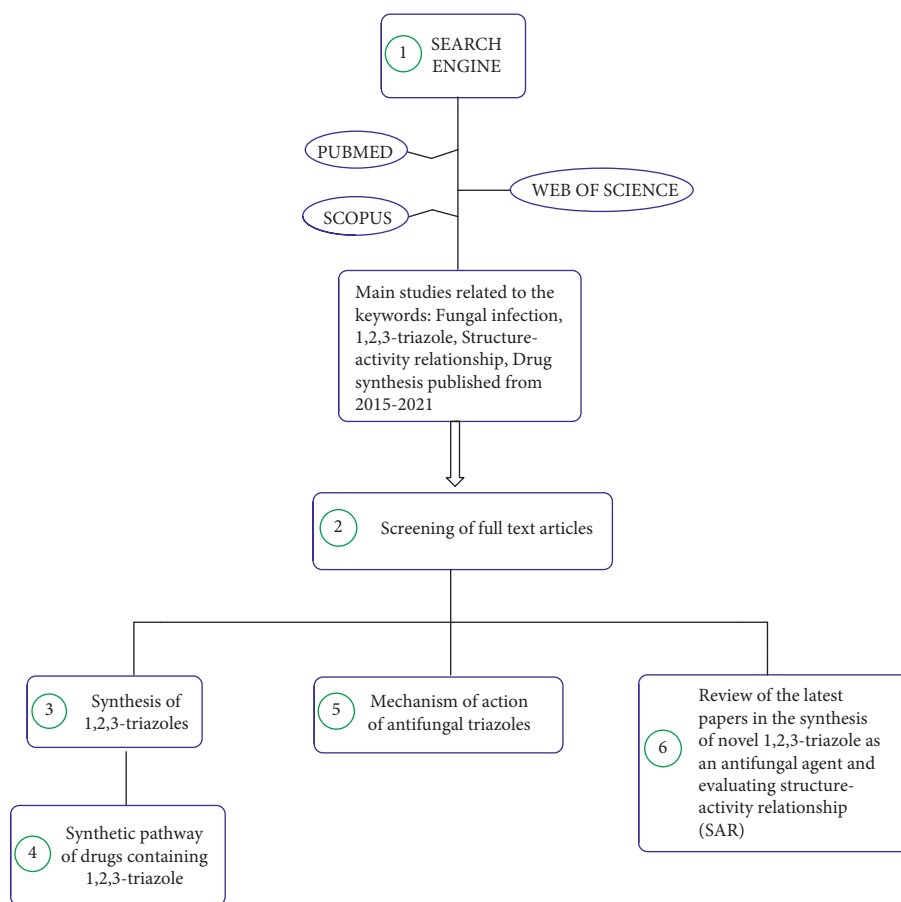 1
SEARCH
ENGINE
PUBMED
WEB OF SCIENCE
SCOPUS
Main studies related to the
keywords: Fungal infection,
1,2,3-triazole, Structure-
activity relationship, Drug
synthesis published from
2015-2021
2
Screening of full text articles
3
Synthesis of
1,2,3-triazoles
4
Synthetic pathway
of drugs containing
1,2,3-triazole
5
Mechanism of action
of antifungal triazoles
6
Review of the latest
papers in the synthesis
of novel 1,2,3-triazole as
an antifungal agent and
evaluating structure-
activity relationship
(SAR)